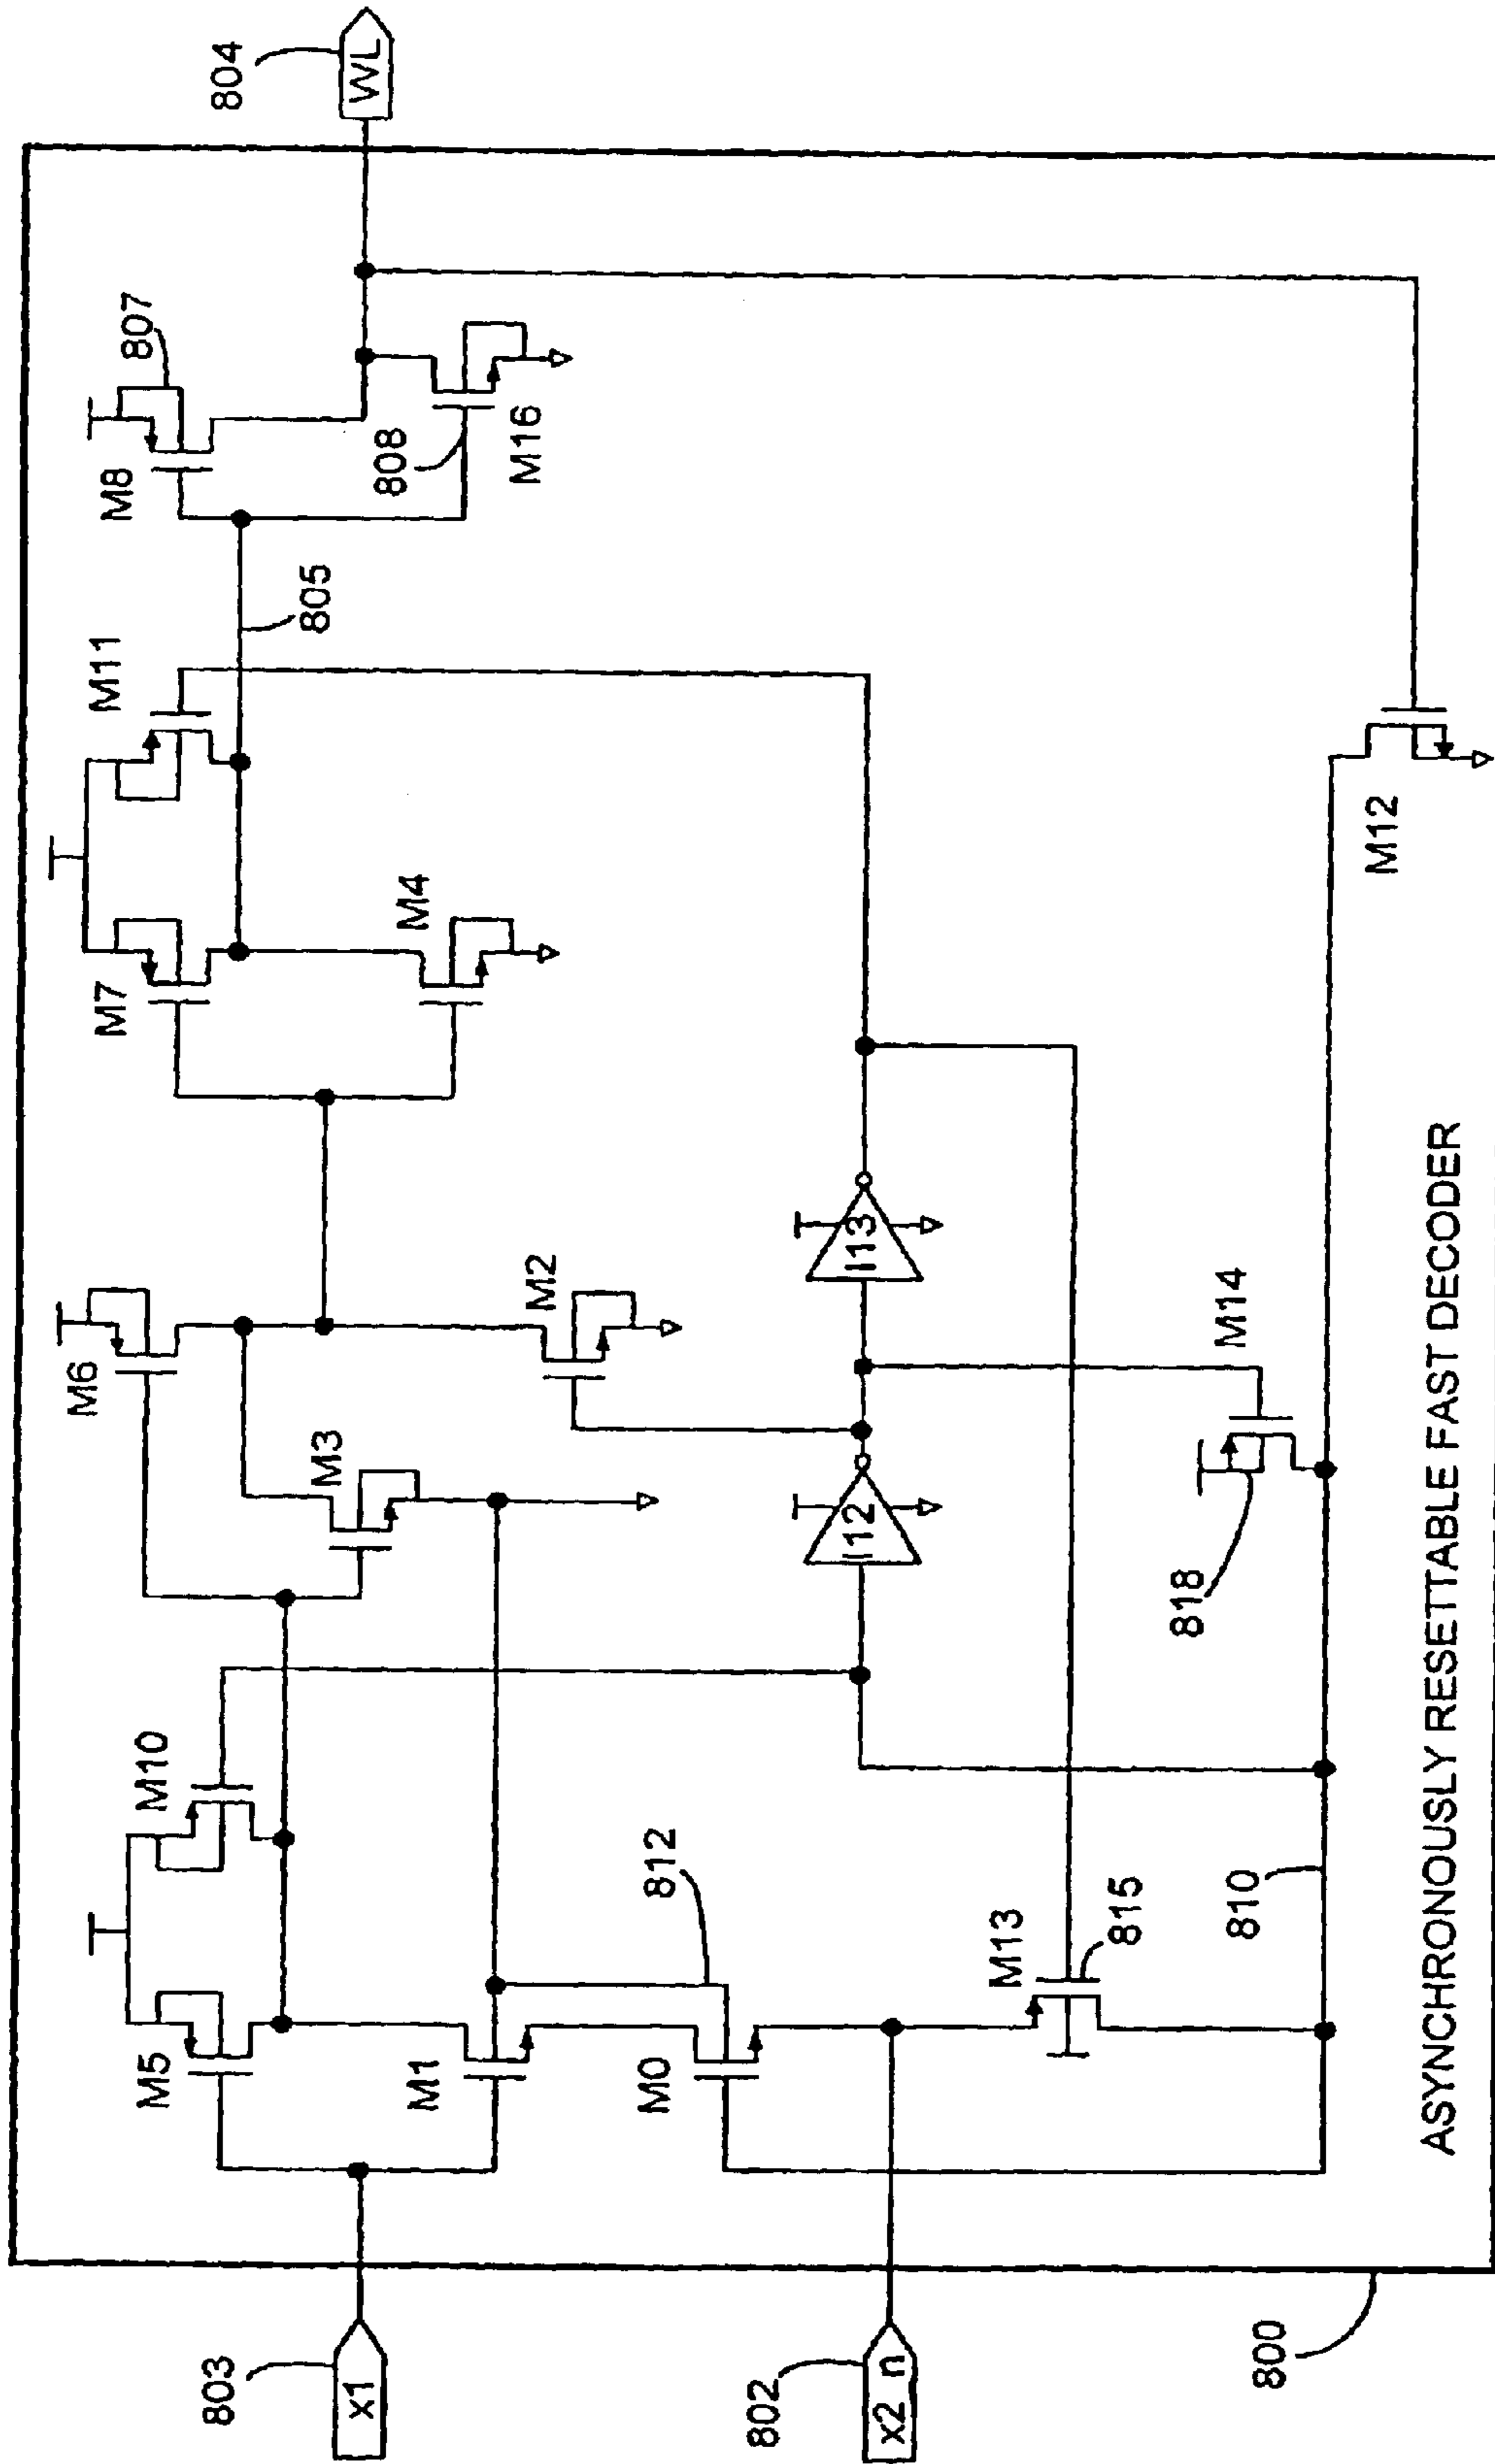 803
x1
802
x2_n
800
M5
M10
M1
M0
812
M13
815
810
M6
M3
M2
I12
I13
818
M14
M7
M11
M4
805
M8
807
808
M16
804
WL
M12
ASYNCHRONOUSLY RESETTABLE FAST DECODER